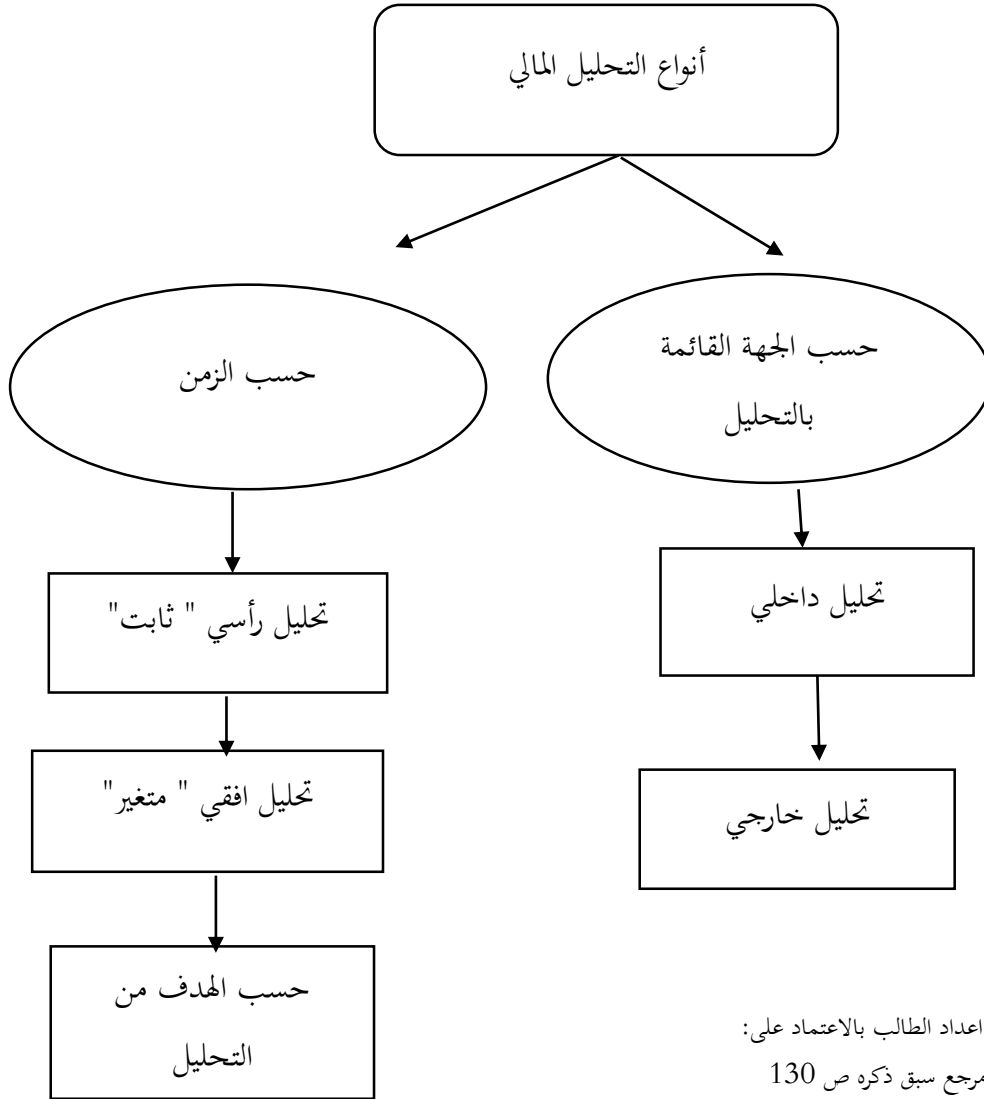 أنواع التحليل المالي
حسب الجهة القائمة
بالتحليل
حسب الزمن
تحليل داخلي
تحليل رأسي " ثابت"
تحليل خارجي
تحليل افقي " متغير"
حسب الهدف من
التحليل
اعداد الطالب بالاعتماد على:
مرجع سبق ذكره ص 130